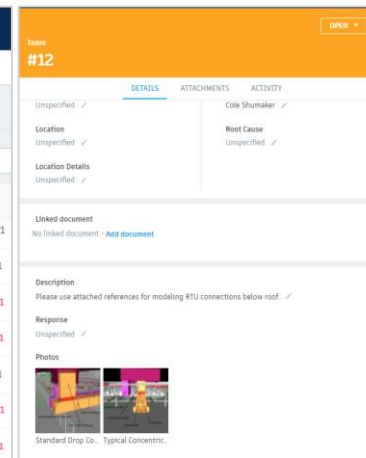 OPEN
Issue
#12
DETAILS ATTACHMENTS ACTIVITY
Unspecified Cole Shumaker
Location Root Cause
Unspecified Unspecified
Location Details
Unspecified
Linked document
No linked document - Add document
Description
Please use attached references for modeling RTU connections below roof
Response
Unspecified
Photos
Standard Drop Co... Typical Concentric...